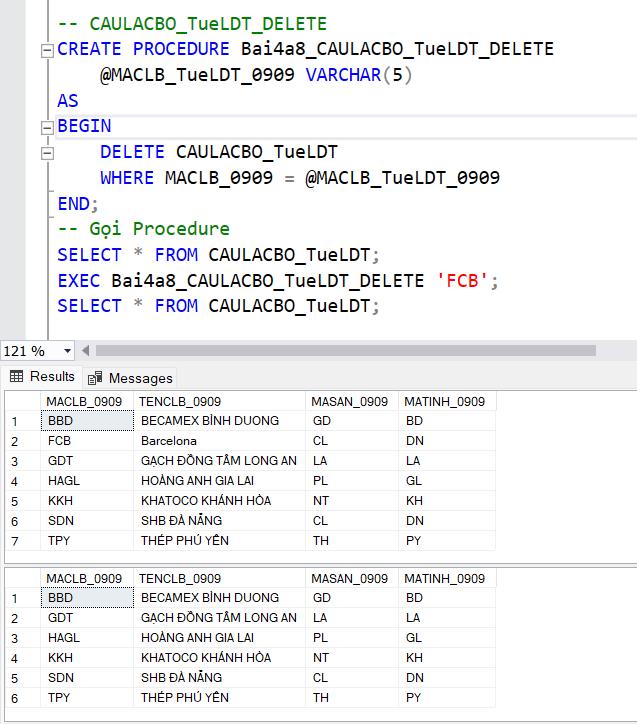 -- CAULACBO_TueLDT_DELETE
CREATE PROCEDURE Bai4a8_CAULACBO_TueLDT_DELETE
@MACLB_TueLDT_0909 VARCHAR(5)
AS
BEGIN
DELETE CAULACBO_TueLDT
WHERE MACLB_0909 = @MACLB_TueLDT_0909
END;
-- Gọi Procedure
SELECT * FROM CAULACBO_TueLDT;
EXEC Bai4a8_CAULACBO_TueLDT_DELETE 'FCB';
SELECT * FROM CAULACBO_TueLDT;
121 %
Results Messages
MACLB_0909 TENCLB_0909 MASAN_0909 MATINH_0909
1 BBD BECAMEX BÌNH DUONG GD BD
2 FCB Barcelona CL DN
3 GDT GẠCH ĐỒNG TÂM LONG AN LA LA
4 HAGL HOÀNG ANH GIA LAI PL GL
5 KKH KHATOCO KHÁNH HÒA NT KH
6 SDN SHB ĐÀ NẴNG CL DN
7 TPY THÉP PHÚ YÊN TH PY
MACLB_0909 TENCLB_0909 MASAN_0909 MATINH_0909
1 BBD BECAMEX BÌNH DUONG GD BD
2 GDT GẠCH ĐỒNG TÂM LONG AN LA LA
3 HAGL HOÀNG ANH GIA LAI PL GL
4 KKH KHATOCO KHÁNH HÒA NT KH
5 SDN SHB ĐÀ NẴNG CL DN
6 TPY THÉP PHÚ YÊN TH PY